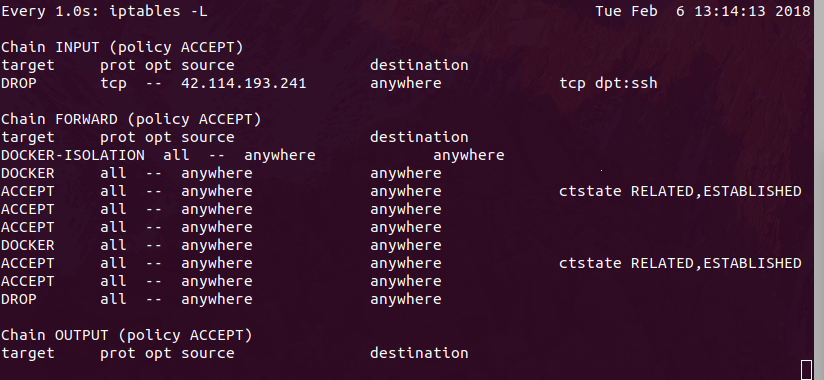 Every 1.0s: iptables -L Tue Feb 6 13:14:13 2018
Chain INPUT (policy ACCEPT)
target prot opt source destination
DROP tcp -- 42.114.193.241 anywhere tcp dpt:ssh
Chain FORWARD (policy ACCEPT)
target prot opt source destination
DOCKER-ISOLATION all -- anywhere anywhere
DOCKER all -- anywhere anywhere
ACCEPT all -- anywhere anywhere ctstate RELATED,ESTABLISHED
ACCEPT all -- anywhere anywhere
ACCEPT all -- anywhere anywhere
DOCKER all -- anywhere anywhere
ACCEPT all -- anywhere anywhere ctstate RELATED,ESTABLISHED
ACCEPT all -- anywhere anywhere
DROP all -- anywhere anywhere
Chain OUTPUT (policy ACCEPT)
target prot opt source destination